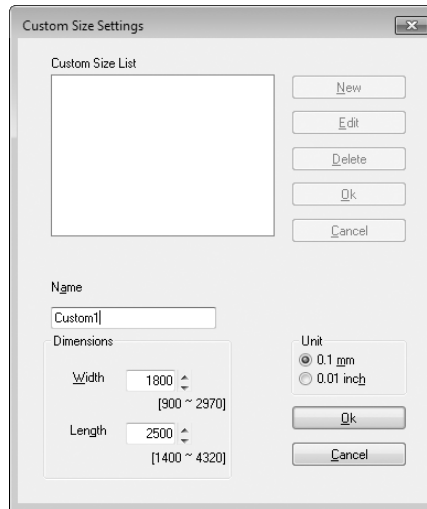 Custom Size Settings
Custom Size List
New
Edit
Delete
Ok
Cancel
Name
Custom1
Dimensions
Width 1800
[900 ~ 2970]
Length 2500
[1400 ~ 4320]
Unit
0.1 mm
0.01 inch
Ok
Cancel